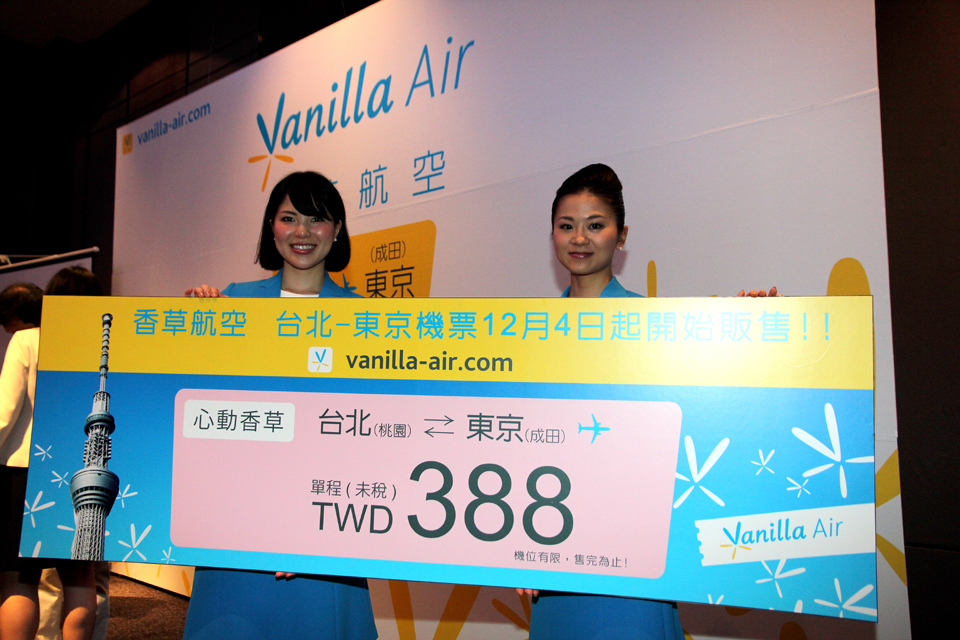 vanilla-air.com
Vanilla Air
航空
(成田)
東京
香草航空 台北-東京機票12月4日起開始販售!!
vanilla-air.com
心動香草 台北(桃園) ⇄ 東京(成田)
單程(未稅)
TWD 388
機位有限，售完為止!
Vanilla Air